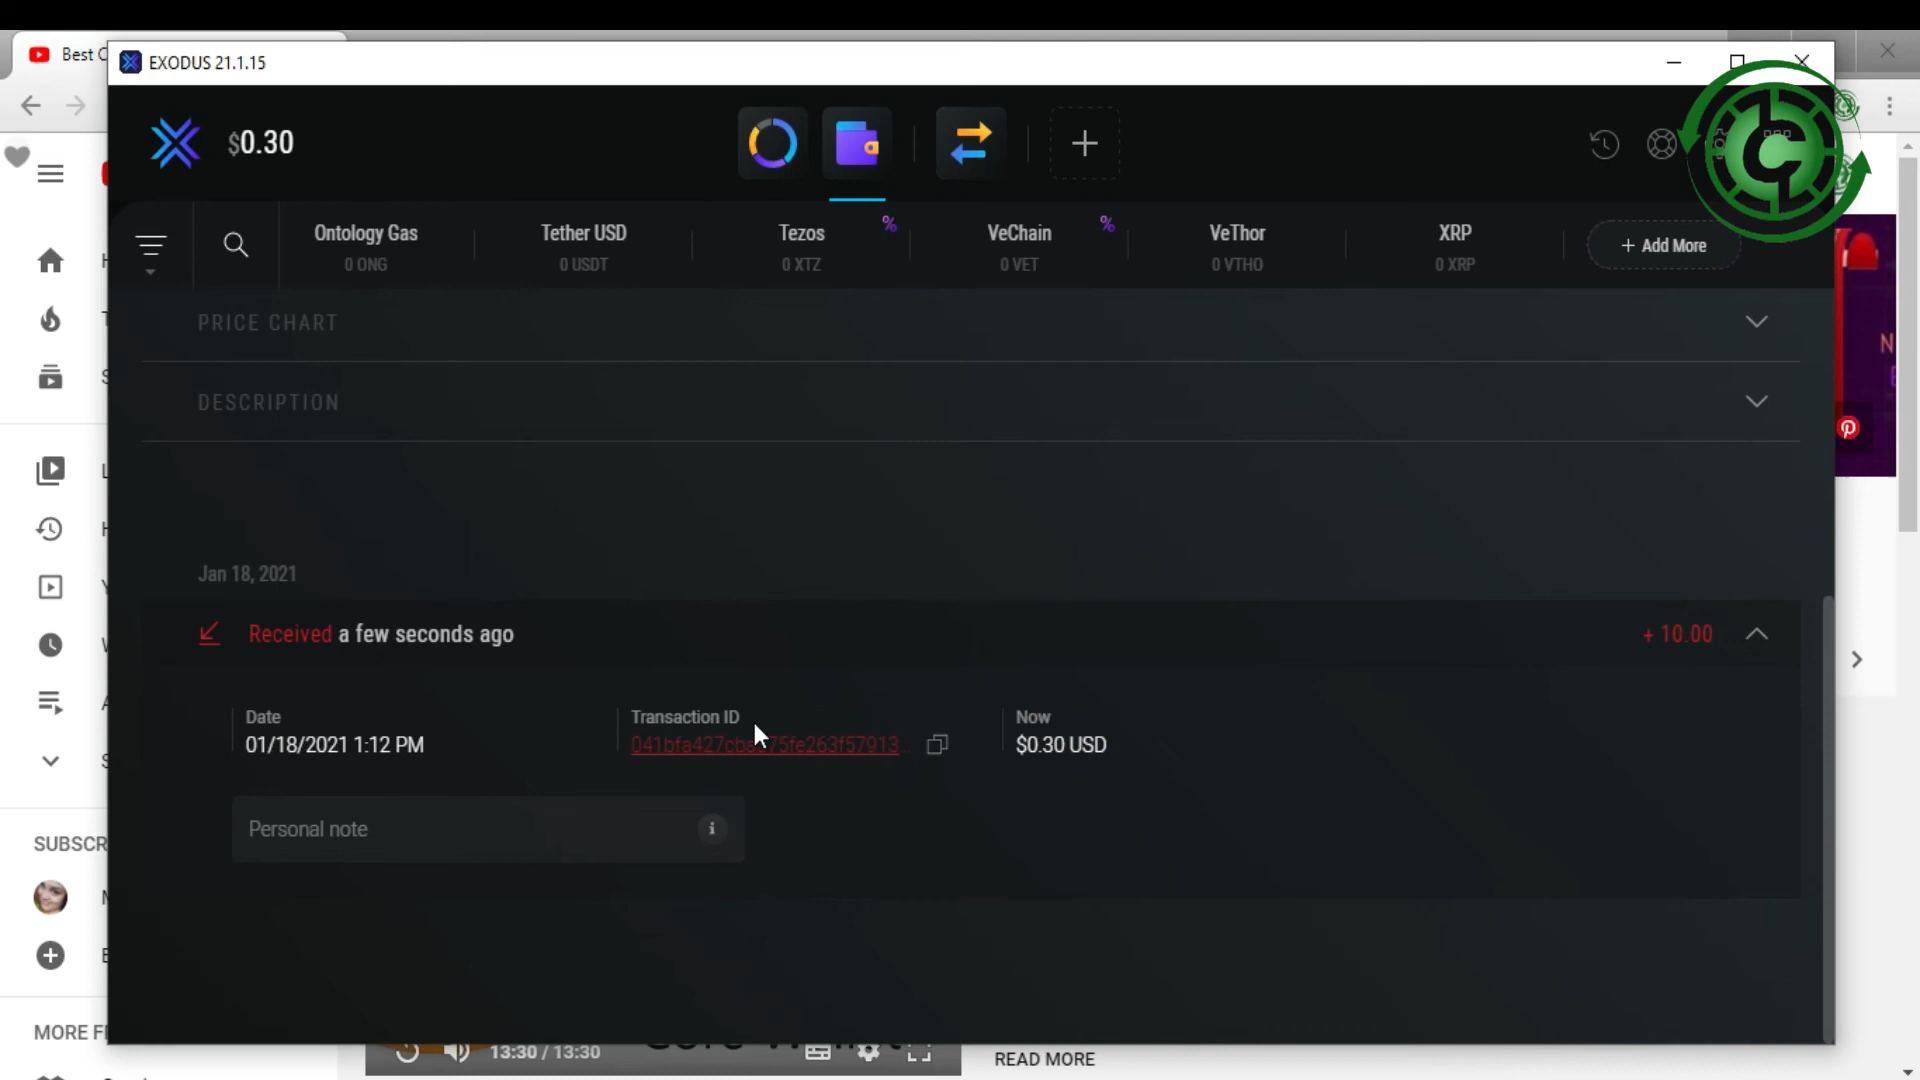 Best C
EXODUS 21.1.15
$0.30
Ontology Gas
0 ONG
Tether USD
0 USDT
Tezos
%
0 XTZ
VeChain
%
0 VET
VeThor
0 VTHO
XRP
0 XRP
+ Add More
PRICE CHART
DESCRIPTION
Jan 18, 2021
Received a few seconds ago
+ 10.00
Date
01/18/2021 1:12 PM
Transaction ID
Now
$0.30 USD
Personal note
SUBSCR
MORE F
13:30 / 13:30
READ MORE